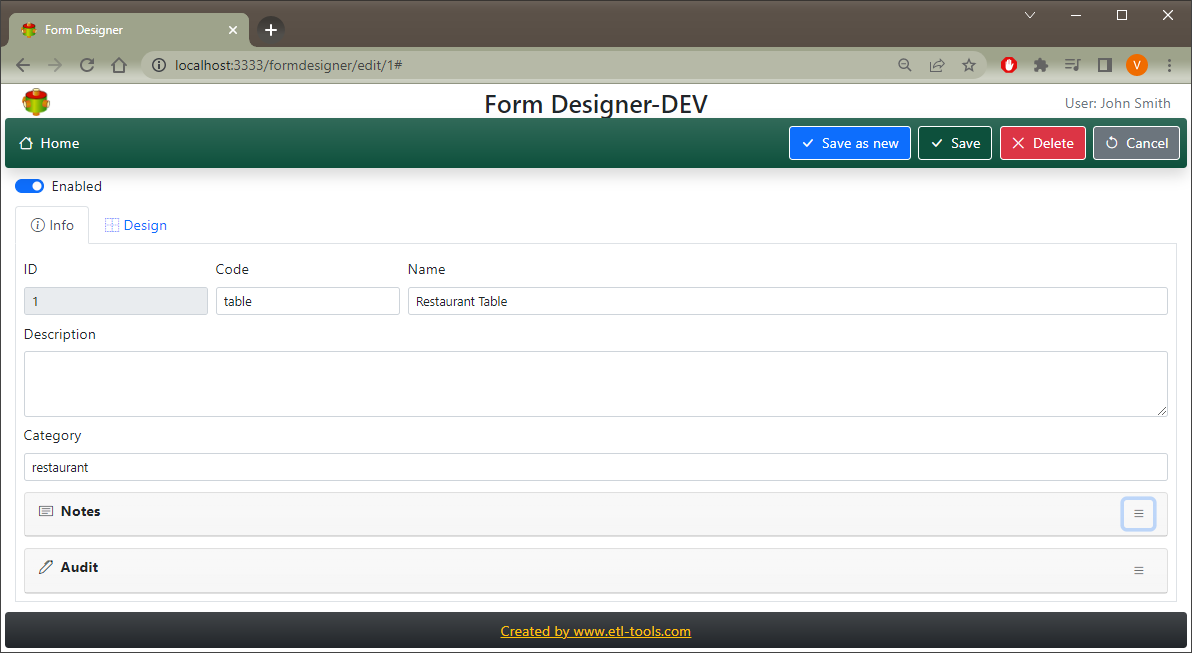 Form Designer
localhost:3333/formdesigner/edit/1#
V
Form Designer-DEV
User: John Smith
Home
Save as new
Save
Delete
Cancel
Enabled
Info
Design
ID
Code
Name
1
table
Restaurant Table
Description
Category
restaurant
Notes
Audit
Created by www.etl-tools.com